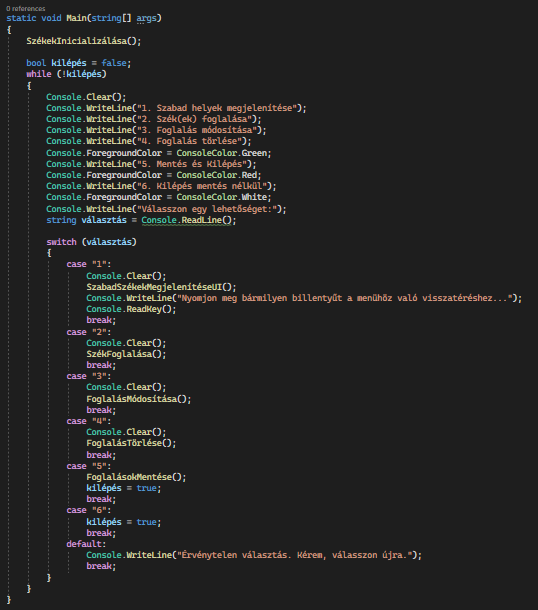 0 references
static void Main(string[] args)
{
    SzékekInicializálása();

    bool kilépés = false;
    while (!kilépés)
    {
        Console.Clear();
        Console.WriteLine("1. Szabad helyek megjelenítése");
        Console.WriteLine("2. Szék(ek) foglalása");
        Console.WriteLine("3. Foglalás módosítása");
        Console.WriteLine("4. Foglalás törlése");
        Console.ForegroundColor = ConsoleColor.Green;
        Console.WriteLine("5. Mentés és Kilépés");
        Console.ForegroundColor = ConsoleColor.Red;
        Console.WriteLine("6. Kilépés mentés nélkül");
        Console.ForegroundColor = ConsoleColor.White;
        Console.WriteLine("Válasszon egy lehetőséget:");
        string választás = Console.ReadLine();

        switch (választás)
        {
            case "1":
                Console.Clear();
                SzabadSzékekMegjelenítéseUI();
                Console.WriteLine("Nyomjon meg bármilyen billentyűt a menühöz való visszatéréshez...");
                Console.ReadKey();
                break;
            case "2":
                Console.Clear();
                SzékFoglalása();
                break;
            case "3":
                Console.Clear();
                FoglalásMódosítása();
                break;
            case "4":
                Console.Clear();
                FoglalásTörlése();
                break;
            case "5":
                FoglalásokMentése();
                kilépés = true;
                break;
            case "6":
                kilépés = true;
                break;
            default:
                Console.WriteLine("Érvénytelen választás. Kérem, válasszon újra.");
                break;
        }
    }
}